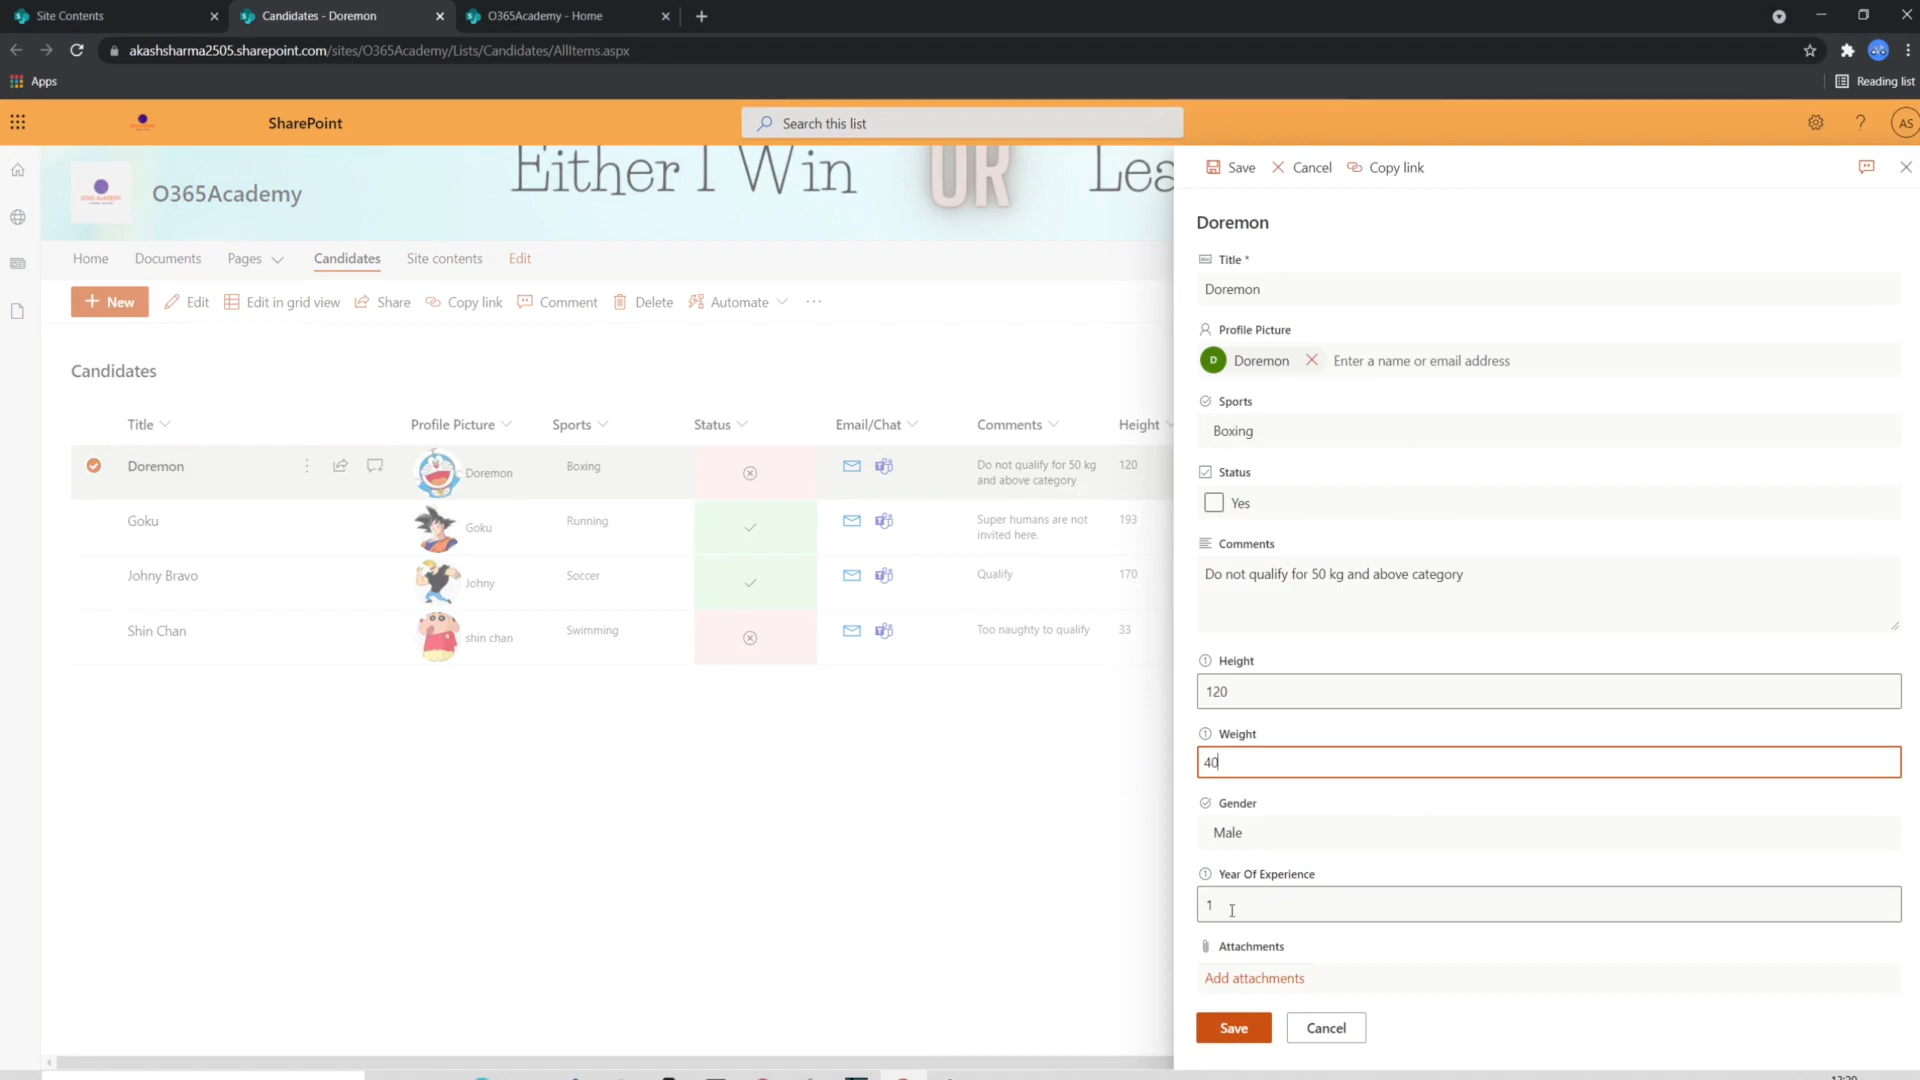 Site Contents
Candidates - Doremon
O365Academy - Home
akashsharma2505.sharepoint.com/sites/O365Academy/Lists/Candidates/AllItems.aspx
Apps
Reading list
SharePoint
Search this list
AS
Either I Win OR Lea
O365Academy
Home Documents Pages Candidates Site contents Edit
New Edit Edit in grid view Share Copy link Comment Delete Automate
Candidates
Title Profile Picture Sports Status Email/Chat Comments Height
Doremon Doremon Boxing Do not qualify for 50 kg 120
and above category
Goku Goku Running Super humans are not 193
invited here.
Johny Bravo Johny Soccer Qualify 170
Shin Chan shin chan Swimming Too naughty to qualify 33
Save Cancel Copy link
Doremon
Title *
Doremon
Profile Picture
D Doremon Enter a name or email address
Sports
Boxing
Status
Yes
Comments
Do not qualify for 50 kg and above category
Height
120
Weight
40
Gender
Male
Year Of Experience
1
Attachments
Add attachments
Save Cancel